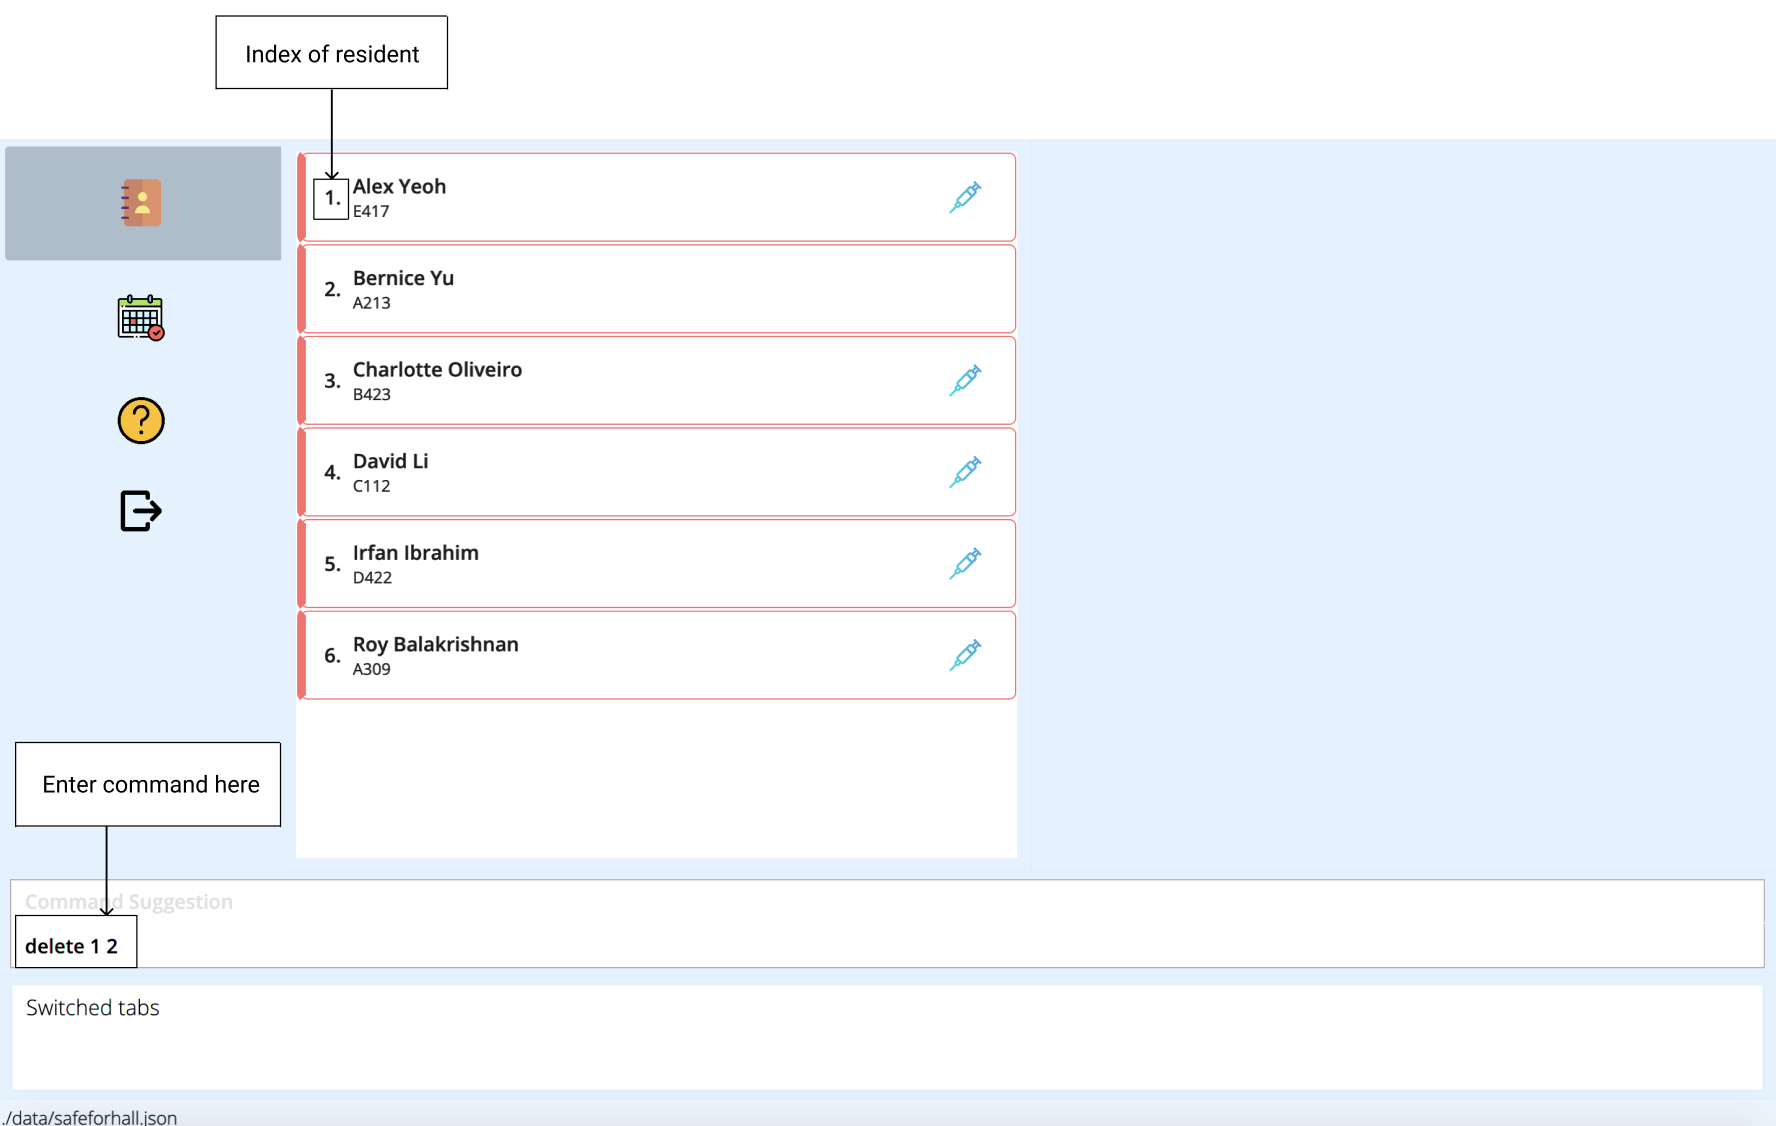 Index of resident
1.
Alex Yeoh
E417
2.
Bernice Yu
A213
3.
Charlotte Oliveiro
B423
4.
David Li
C112
5.
Irfan Ibrahim
D422
6.
Roy Balakrishnan
A309
Enter command here
Command Suggestion
delete 1 2
Switched tabs
./data/safeforhall.json